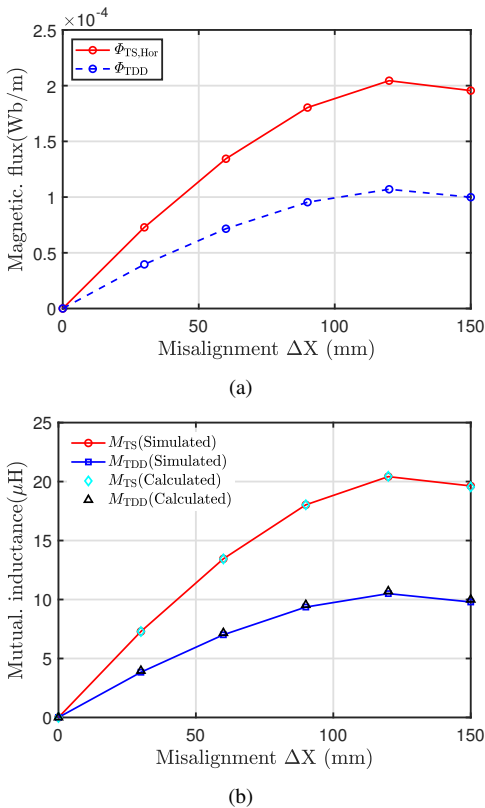 ×10⁻⁴
2.5
2
1.5
1
0.5
0
Magnetic. flux(Wb/m)
Φ_TS,Hor
Φ_TDD
0 50 100 150
Misalignment ΔX (mm)
(a)
25
20
15
10
5
0
Mutual. inductance(μH)
M_TS(Simulated)
M_TDD(Simulated)
M_TS(Calculated)
M_TDD(Calculated)
0 50 100 150
Misalignment ΔX (mm)
(b)